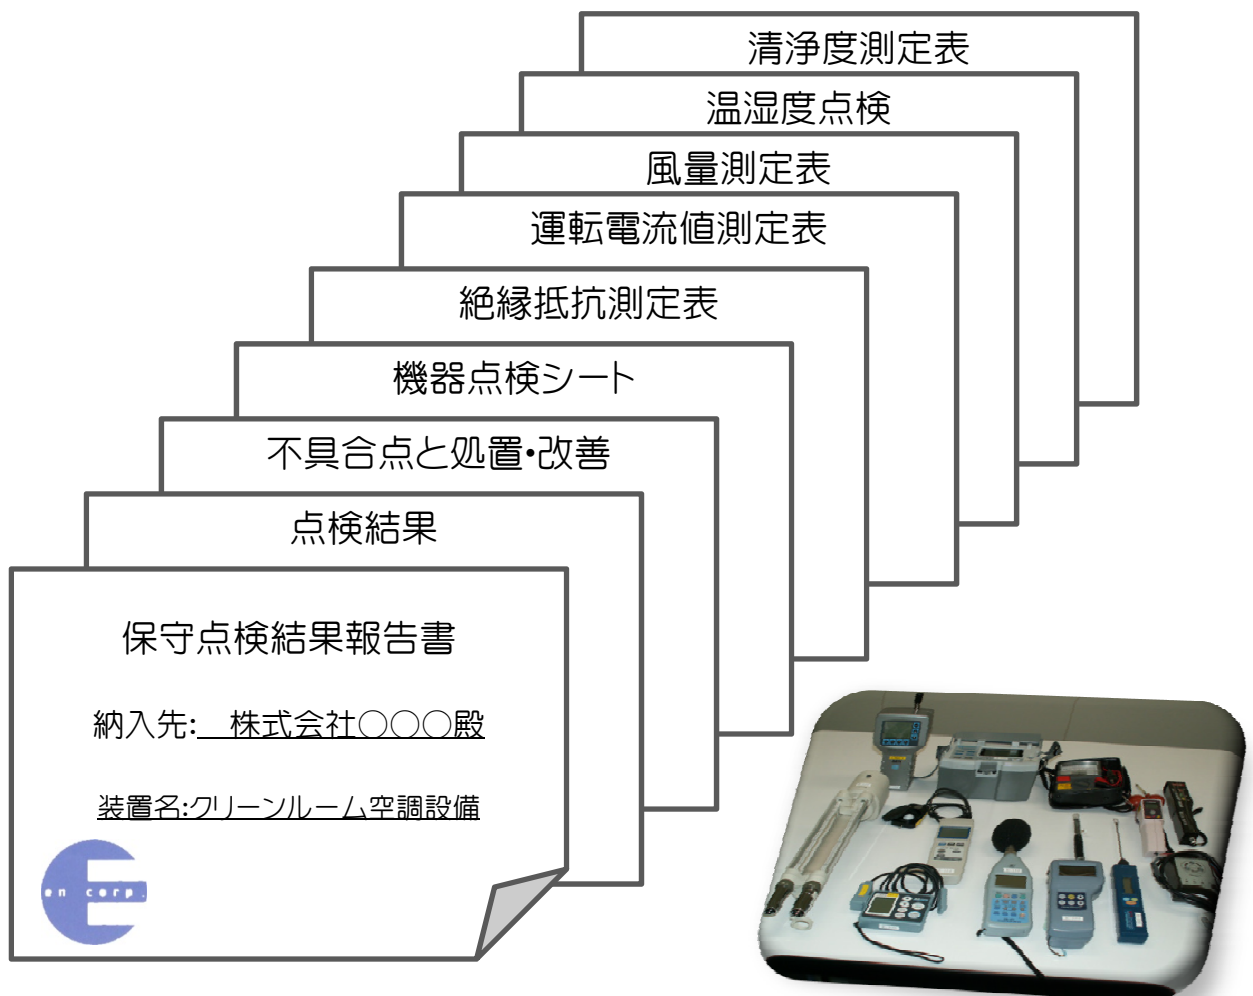 清浄度測定表
温湿度点検
風量測定表
運転電流値測定表
絶縁抵抗測定表
機器点検シート
不具合点と処置・改善
点検結果
保守点検結果報告書
納入先: 株式会社○○○殿
装置名:クリーンルーム空調設備
en corp.